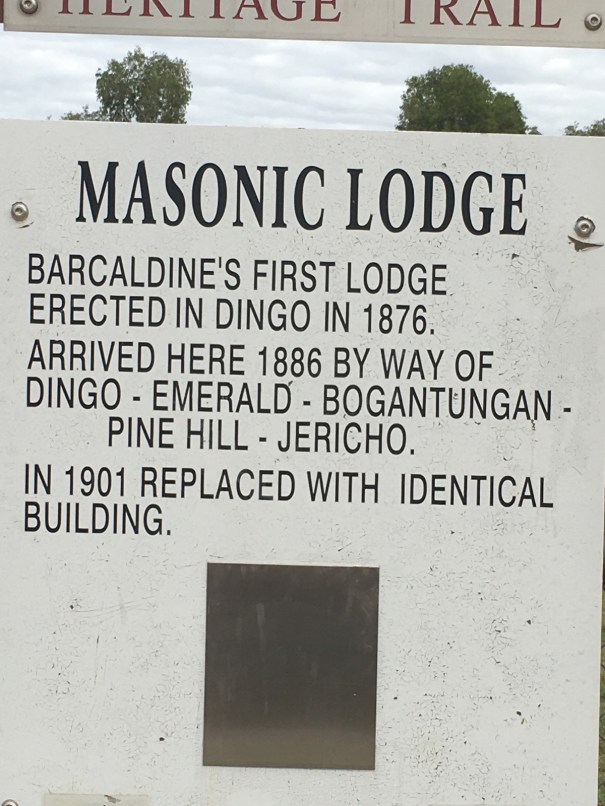 HERITAGE TRAIL
MASONIC LODGE
BARCALDINE'S FIRST LODGE
ERECTED IN DINGO IN 1876.
ARRIVED HERE 1886 BY WAY OF
DINGO - EMERALD - BOGANTUNGAN -
PINE HILL - JERICHO.
IN 1901 REPLACED WITH IDENTICAL
BUILDING.